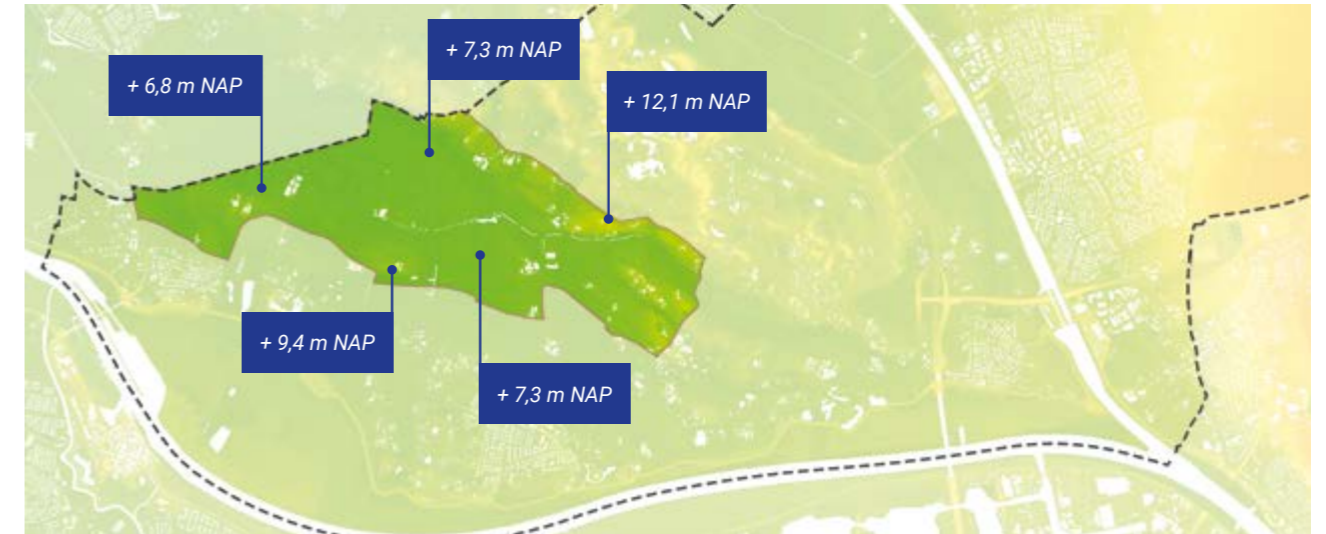 + 7,3 m NAP
+ 6,8 m NAP
+ 12,1 m NAP
+ 9,4 m NAP
+ 7,3 m NAP